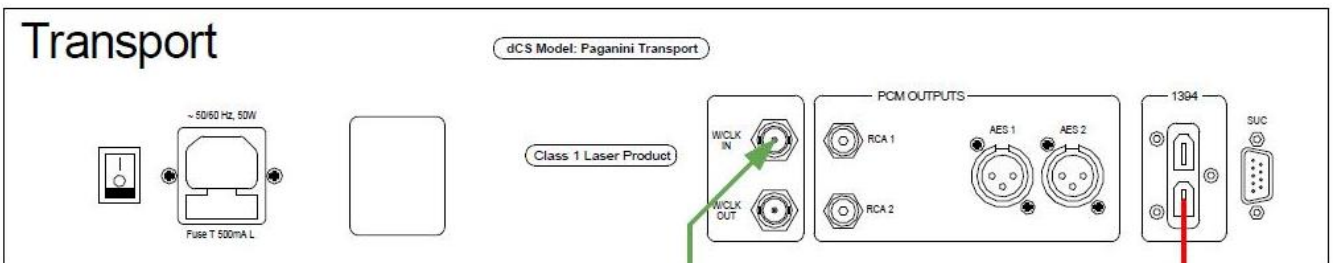 Transport
dCS Model: Paganini Transport
~ 50/60 Hz, 50W
Fuse T 500mA L
Class 1 Laser Product
W/CLK
IN
W/CLK
OUT
PCM OUTPUTS
RCA 1
RCA 2
AES 1
AES 2
1394
SUC